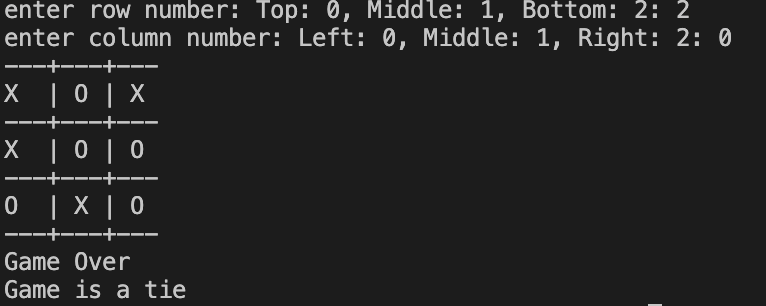 enter row number: Top: 0, Middle: 1, Bottom: 2: 2
enter column number: Left: 0, Middle: 1, Right: 2: 0
---+---+---
X  | O | X
---+---+---
X  | O | O
---+---+---
O  | X | O
---+---+---
Game Over
Game is a tie